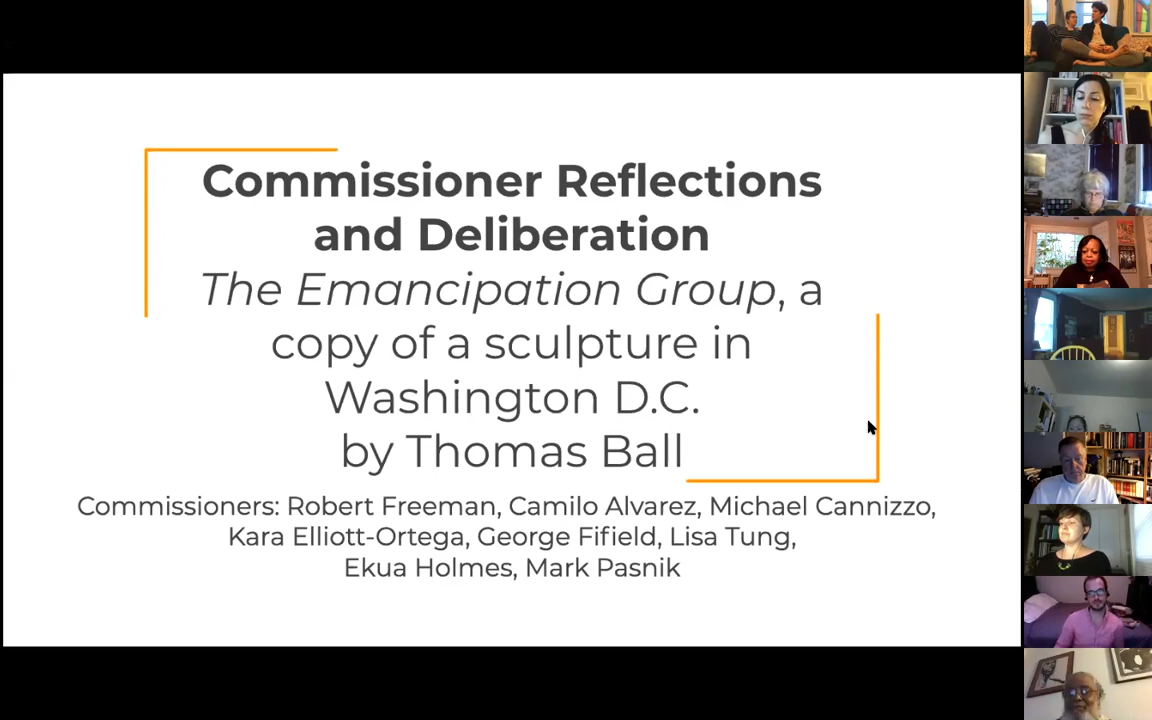 Commissioner Reflections
and Deliberation
The Emancipation Group, a
copy of a sculpture in
Washington D.C.
by Thomas Ball
Commissioners: Robert Freeman, Camilo Alvarez, Michael Cannizzo,
Kara Elliott-Ortega, George Fifield, Lisa Tung,
Ekua Holmes, Mark Pasnik